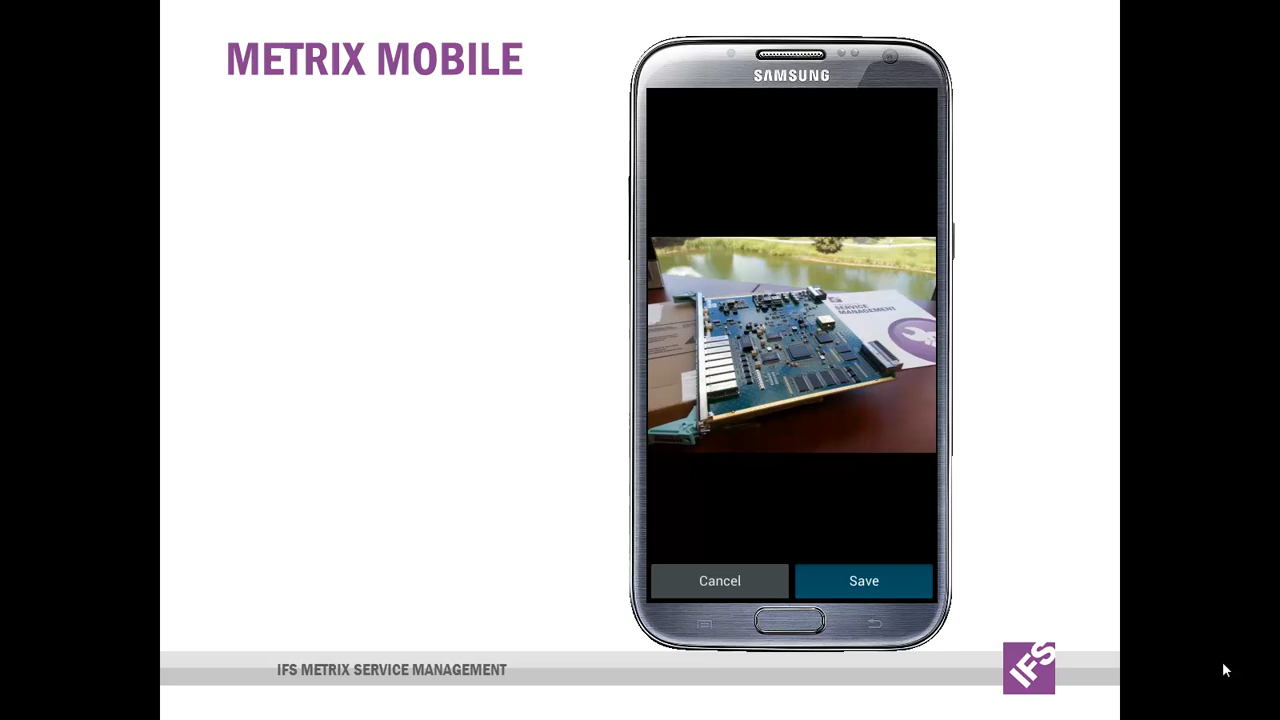 METRIX MOBILE
SAMSUNG
SERVICE
MANAGEMENT
Cancel
Save
IFS METRIX SERVICE MANAGEMENT
IFS